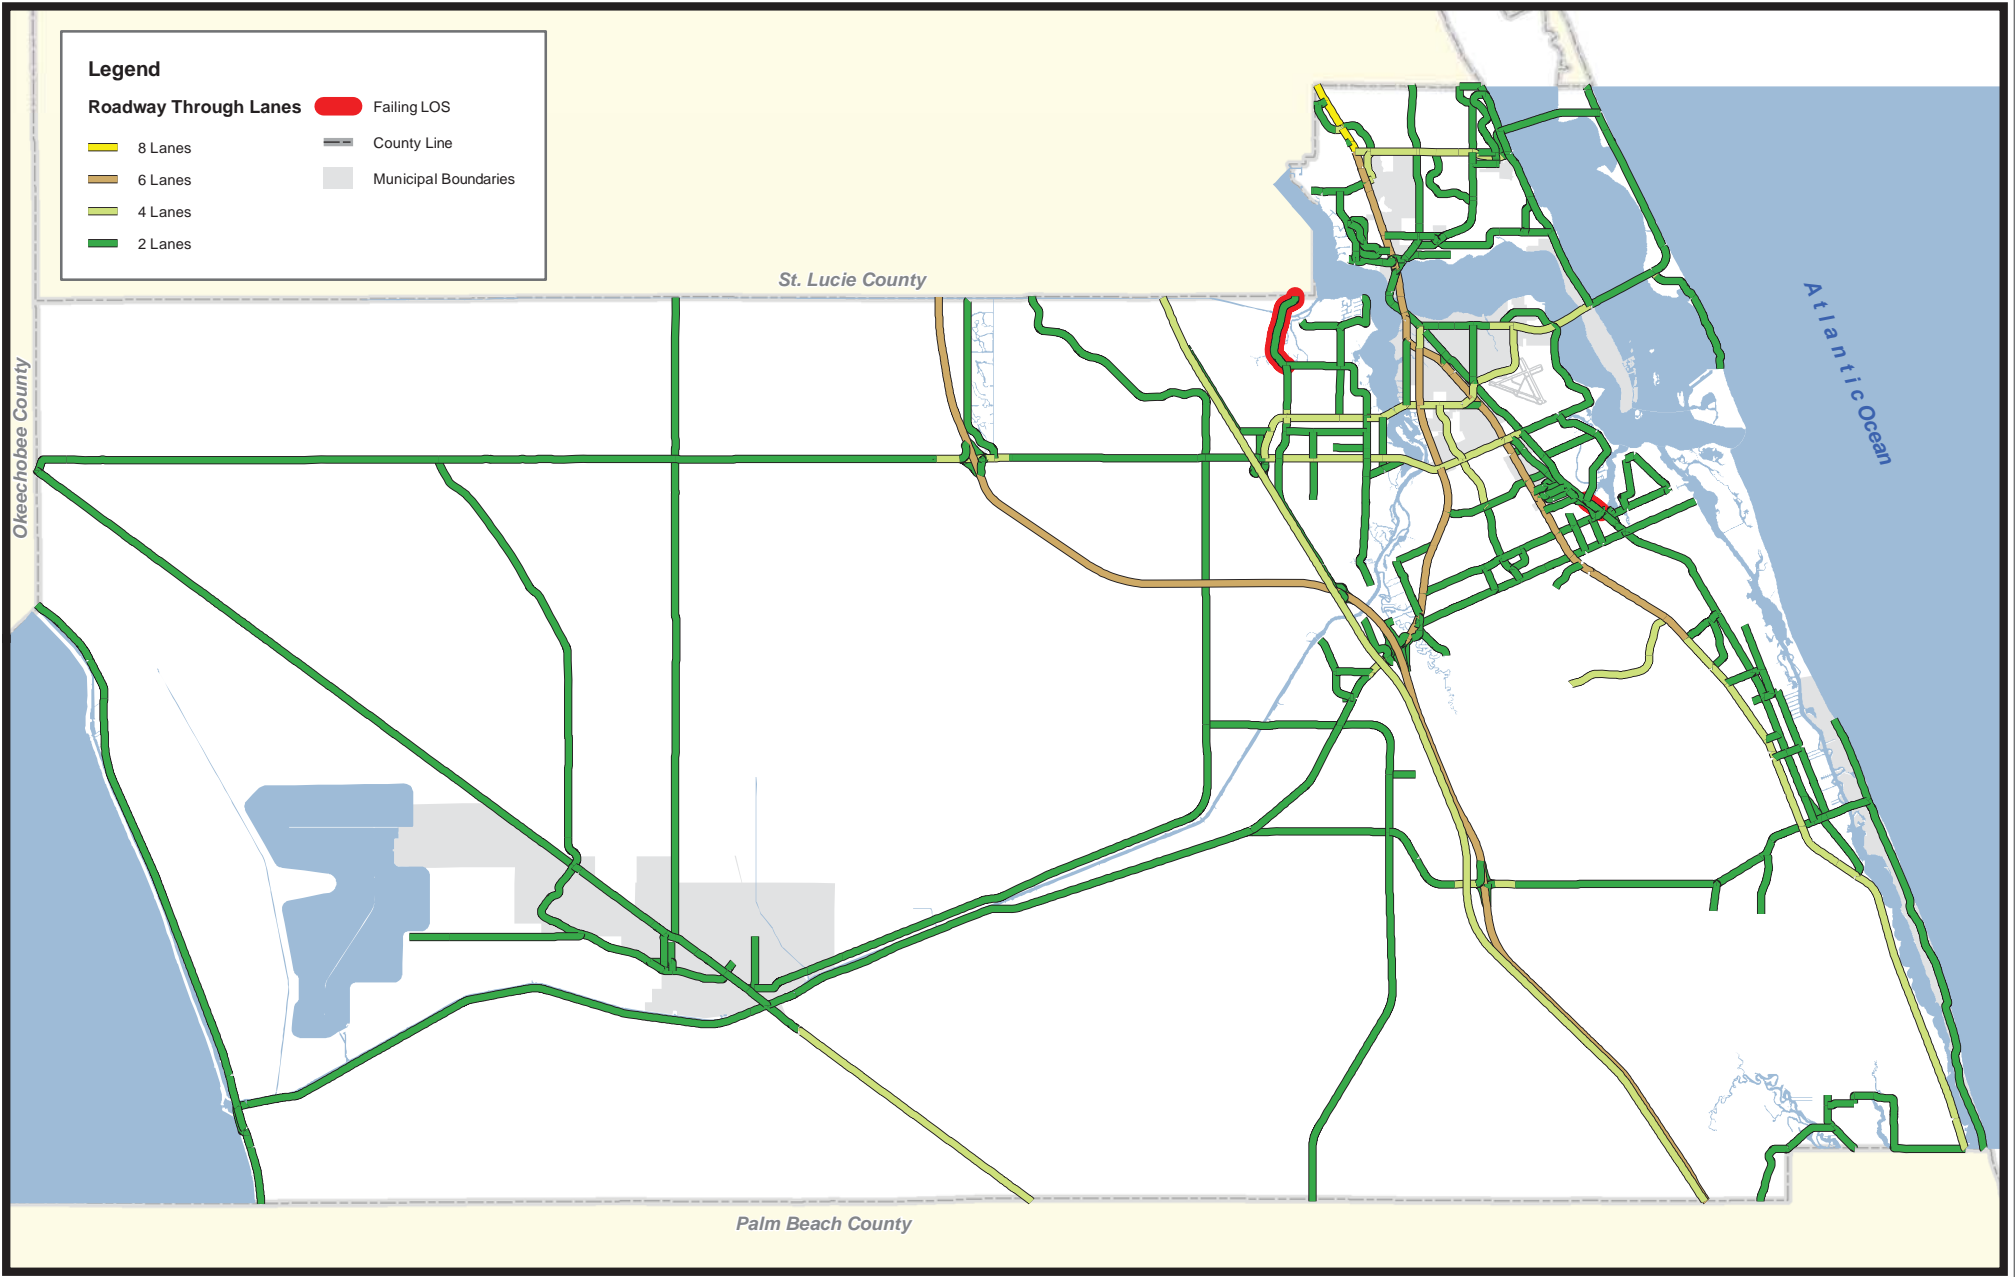 Legend
Roadway Through Lanes
8 Lanes
6 Lanes
4 Lanes
2 Lanes
Failing LOS
County Line
Municipal Boundaries
St. Lucie County
Okeechobee County
Atlantic Ocean
Palm Beach County